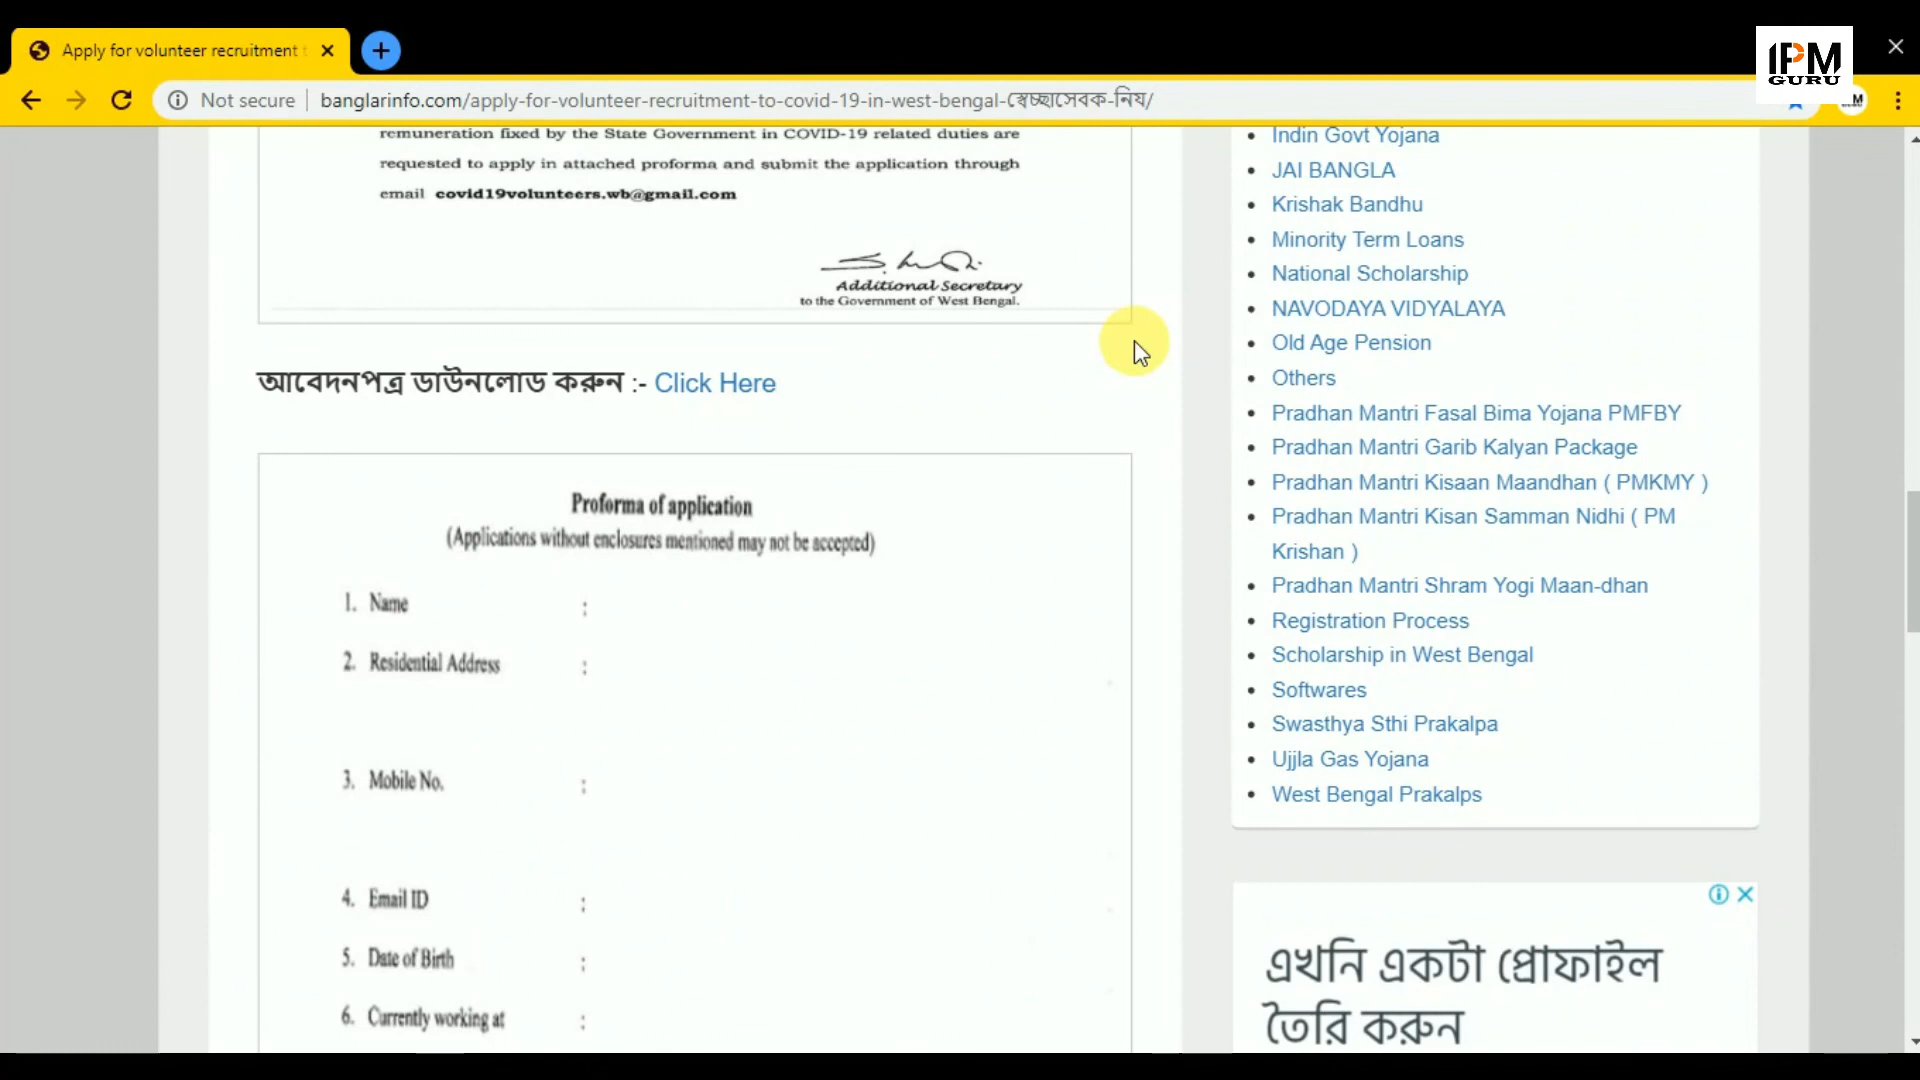 Apply for volunteer recruitment
IPM
GURU
Not secure
banglarinfo.com/apply-for-volunteer-recruitment-to-covid-19-in-west-bengal-স্বেচ্ছাসেবক-নিয/
remuneration fixed by the State Government in COVID-19 related duties are
requested to apply in attached proforma and submit the application through
email covid19volunteers.wb@gmail.com
Additional Secretary
to the Government of West Bengal.
আবেদনপত্র ডাউনলোড করুন :- Click Here
Proforma of application
(Applications without enclosures mentioned may not be accepted)
1. Name :
2. Residential Address :
3. Mobile No. :
4. Email ID :
5. Date of Birth :
6. Currently working at :
Indin Govt Yojana
JAI BANGLA
Krishak Bandhu
Minority Term Loans
National Scholarship
NAVODAYA VIDYALAYA
Old Age Pension
Others
Pradhan Mantri Fasal Bima Yojana PMFBY
Pradhan Mantri Garib Kalyan Package
Pradhan Mantri Kisaan Maandhan ( PMKMY )
Pradhan Mantri Kisan Samman Nidhi ( PM
Krishan )
Pradhan Mantri Shram Yogi Maan-dhan
Registration Process
Scholarship in West Bengal
Softwares
Swasthya Sthi Prakalpa
Ujjla Gas Yojana
West Bengal Prakalps
এখনি একটা প্রোফাইল
তৈরি করুন